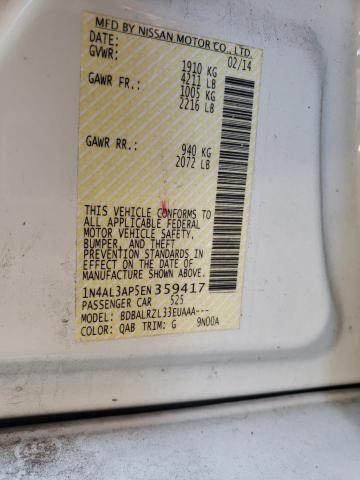 MFD BY NISSAN MOTOR CO., LTD.
DATE: 02/14
GVWR: 1910 KG
4211 LB
GAWR FR.: 1005 KG
2216 LB
GAWR RR.: 940 KG
2072 LB
THIS VEHICLE CONFORMS TO
ALL APPLICABLE FEDERAL
MOTOR VEHICLE SAFETY,
BUMPER, AND THEFT
PREVENTION STANDARDS IN
EFFECT ON THE DATE OF
MANUFACTURE SHOWN ABOVE.
1N4AL3AP5EN359417
PASSENGER CAR 525
MODEL: BDBALRZL33EUAAA---
COLOR: QAB TRIM: G 9N00A